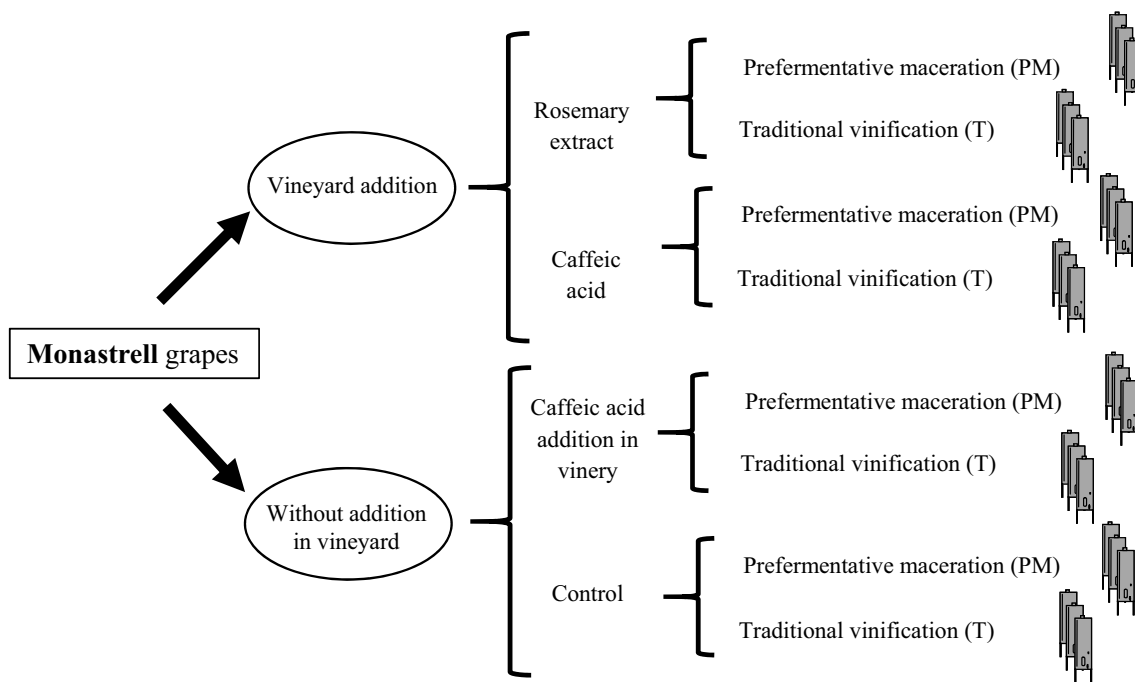 Monastrell grapes
Vineyard addition
Rosemary
extract
Prefermentative maceration (PM)
Traditional vinification (T)
Caffeic
acid
Prefermentative maceration (PM)
Traditional vinification (T)
Without addition
in vineyard
Caffeic acid
addition in
vinery
Prefermentative maceration (PM)
Traditional vinification (T)
Control
Prefermentative maceration (PM)
Traditional vinification (T)